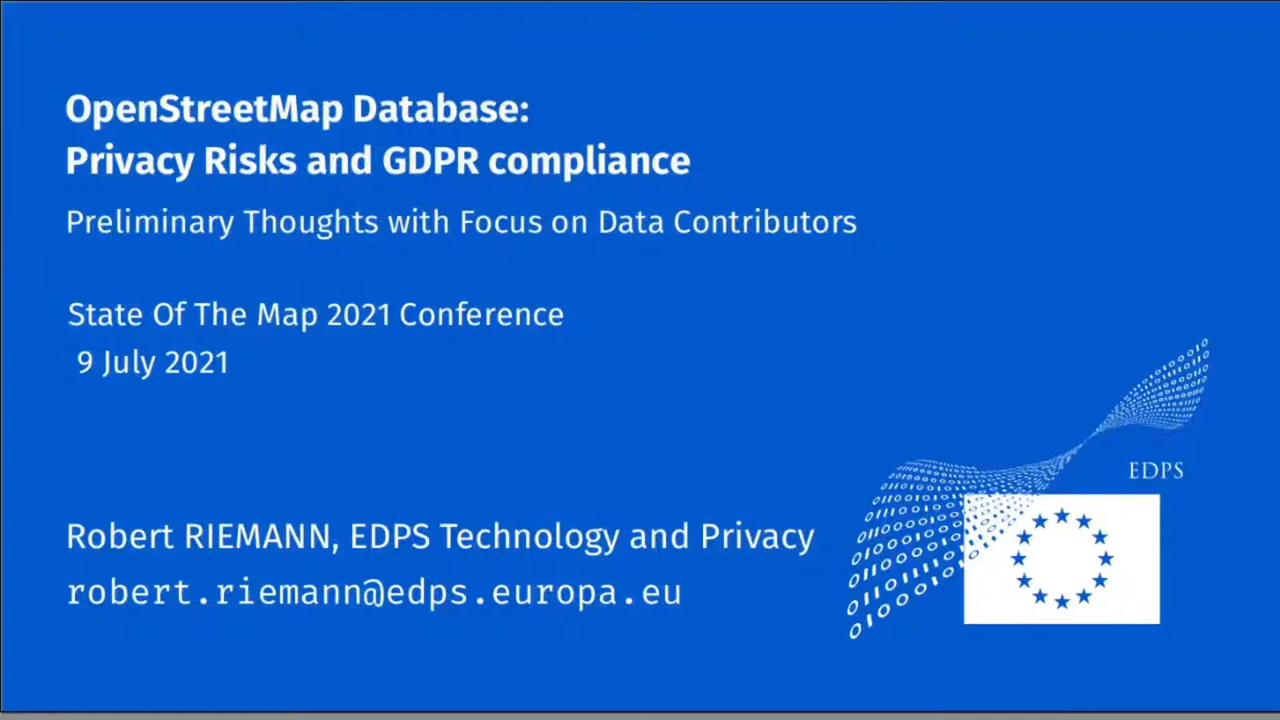 OpenStreetMap Database:
Privacy Risks and GDPR compliance
Preliminary Thoughts with Focus on Data Contributors
State Of The Map 2021 Conference
9 July 2021
EDPS
Robert RIEMANN, EDPS Technology and Privacy
robert.riemann@edps.europa.eu